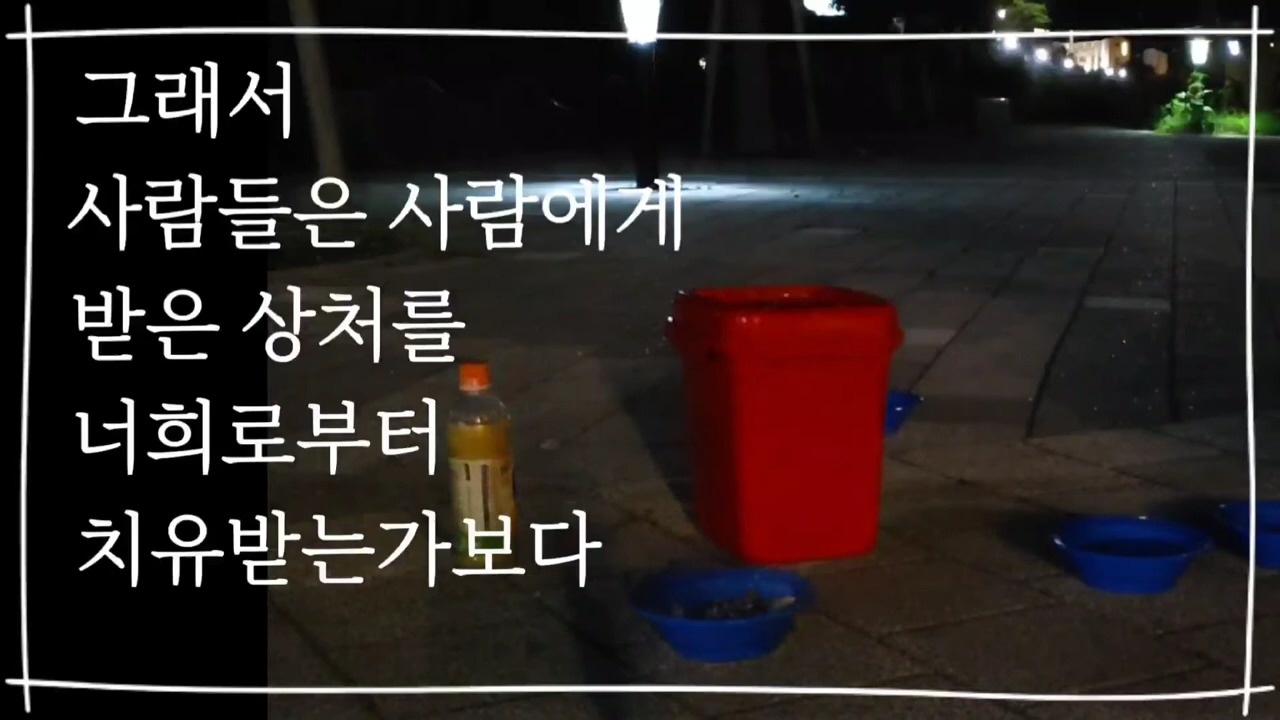 그래서
사람들은 사람에게
받은 상처를
너희로부터
치유받는가보다